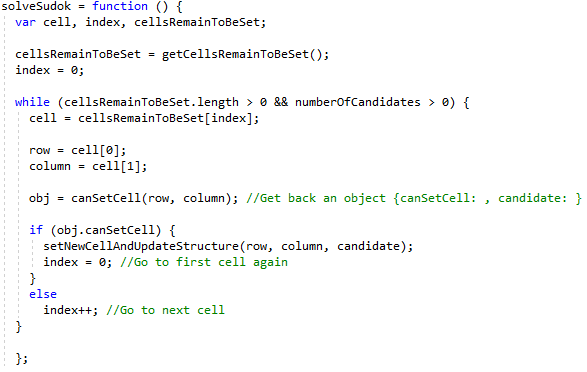 solveSudok = function () {
var cell, index, cellsRemainToBeSet;
cellsRemainToBeSet = getCellsRemainToBeSet();
index = 0;
while (cellsRemainToBeSet.length > 0 && numberOfCandidates > 0) {
cell = cellsRemainToBeSet[index];
row = cell[0];
column = cell[1];
obj = canSetCell(row, column); //Get back an object {canSetCell: , candidate: }
if (obj.canSetCell) {
setNewCellAndUpdateStructure(row, column, candidate);
index = 0; //Go to first cell again
}
else
index++; //Go to next cell
}
};